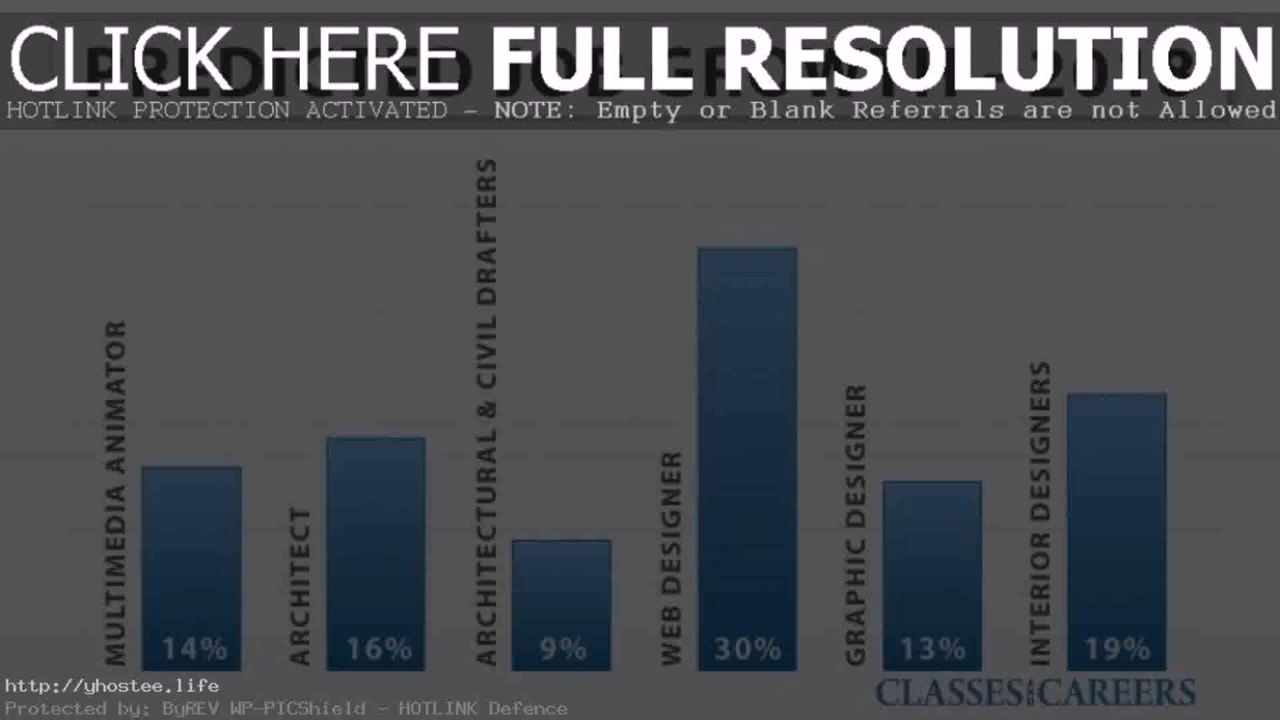 CLICK HERE FULL RESOLUTION
HOTLINK PROTECTION ACTIVATED - NOTE: Empty or Blank Referrals are not Allowed
MULTIMEDIA ANIMATOR
14%
ARCHITECT
16%
ARCHITECTURAL & CIVIL DRAFTERS
9%
WEB DESIGNER
30%
GRAPHIC DESIGNER
13%
INTERIOR DESIGNERS
19%
http://yhostee.life
CLASSES AND CAREERS
Protected by: ByREV WP-PICShield - HOTLINK Defence